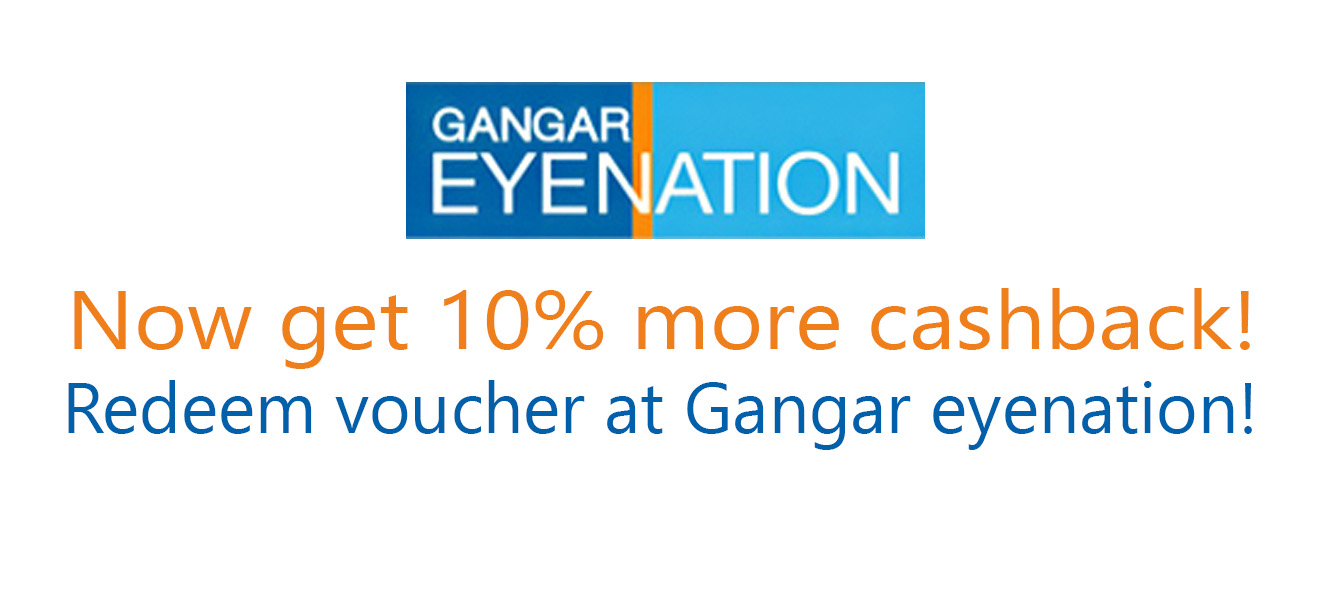 GANGAR
EYENATION
Now get 10% more cashback!
Redeem voucher at Gangar eyenation!